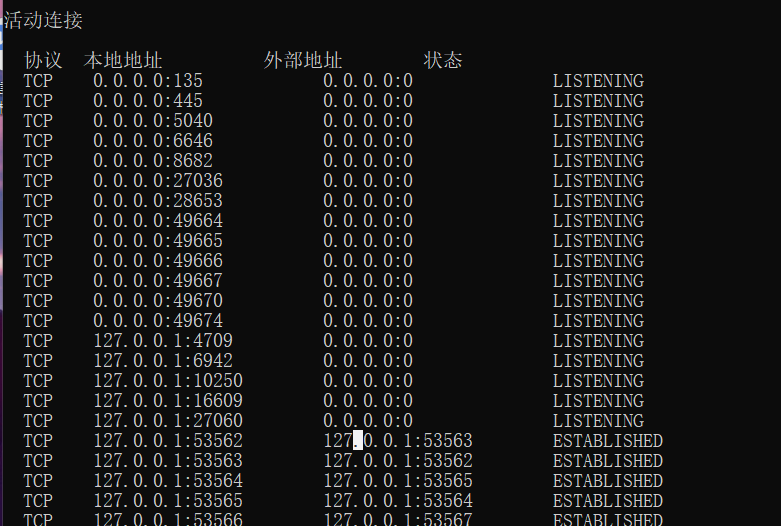 活动连接
协议 本地地址 外部地址 状态
TCP 0.0.0.0:135 0.0.0.0:0 LISTENING
TCP 0.0.0.0:445 0.0.0.0:0 LISTENING
TCP 0.0.0.0:5040 0.0.0.0:0 LISTENING
TCP 0.0.0.0:6646 0.0.0.0:0 LISTENING
TCP 0.0.0.0:8682 0.0.0.0:0 LISTENING
TCP 0.0.0.0:27036 0.0.0.0:0 LISTENING
TCP 0.0.0.0:28653 0.0.0.0:0 LISTENING
TCP 0.0.0.0:49664 0.0.0.0:0 LISTENING
TCP 0.0.0.0:49665 0.0.0.0:0 LISTENING
TCP 0.0.0.0:49666 0.0.0.0:0 LISTENING
TCP 0.0.0.0:49667 0.0.0.0:0 LISTENING
TCP 0.0.0.0:49670 0.0.0.0:0 LISTENING
TCP 0.0.0.0:49674 0.0.0.0:0 LISTENING
TCP 127.0.0.1:4709 0.0.0.0:0 LISTENING
TCP 127.0.0.1:6942 0.0.0.0:0 LISTENING
TCP 127.0.0.1:10250 0.0.0.0:0 LISTENING
TCP 127.0.0.1:16609 0.0.0.0:0 LISTENING
TCP 127.0.0.1:27060 0.0.0.0:0 LISTENING
TCP 127.0.0.1:53562 127.0.0.1:53563 ESTABLISHED
TCP 127.0.0.1:53563 127.0.0.1:53562 ESTABLISHED
TCP 127.0.0.1:53564 127.0.0.1:53565 ESTABLISHED
TCP 127.0.0.1:53565 127.0.0.1:53564 ESTABLISHED
TCP 127.0.0.1:53566 127.0.0.1:53567 ESTABLISHED